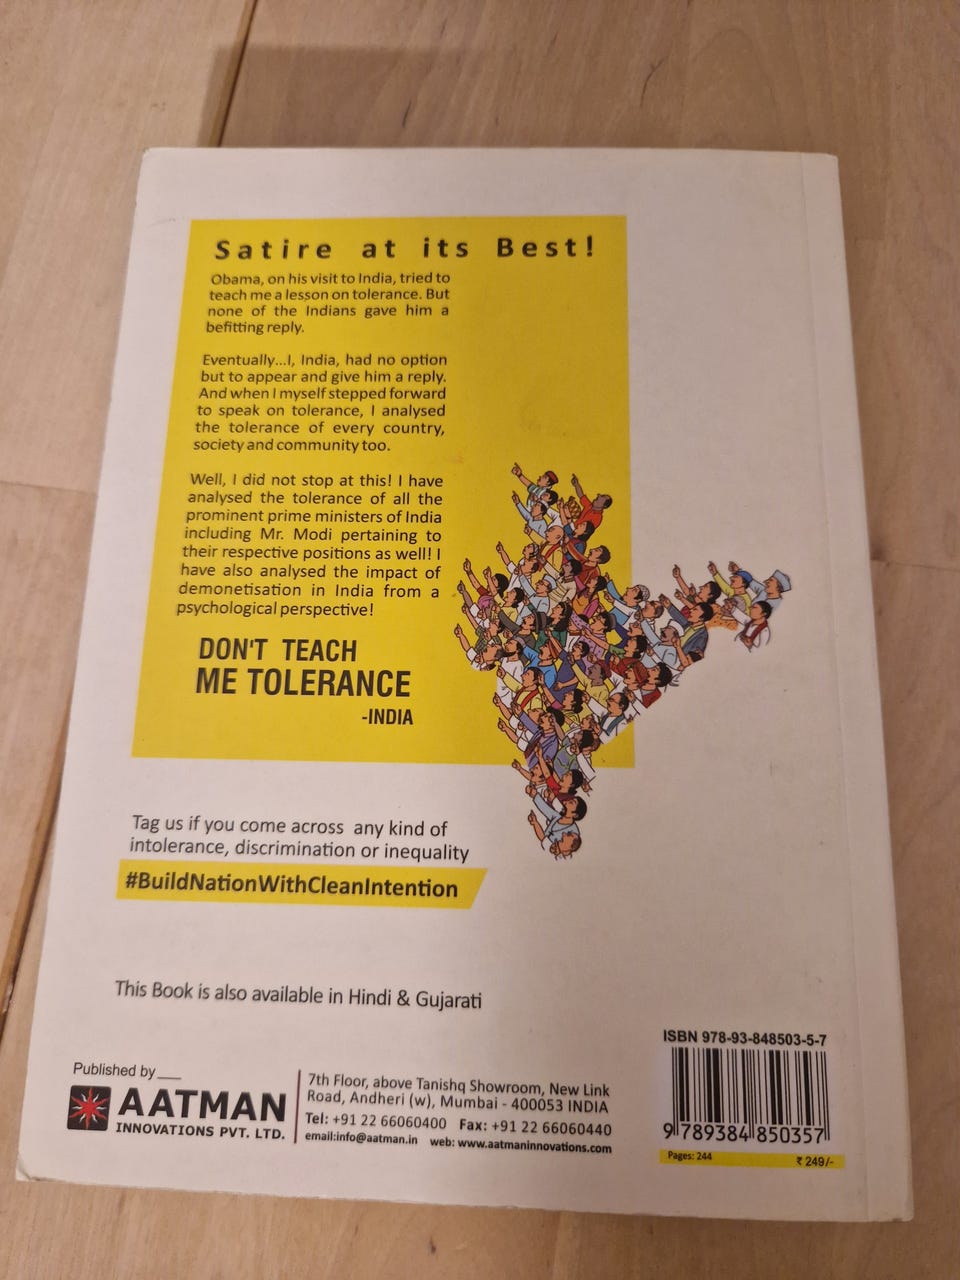 Satire at its Best!
Obama, on his visit to India, tried to
teach me a lesson on tolerance. But
none of the Indians gave him a
befitting reply.
Eventually...I, India, had no option
but to appear and give him a reply.
And when I myself stepped forward
to speak on tolerance, I analysed
the tolerance of every country,
society and community too.
Well, I did not stop at this! I have
analysed the tolerance of all the
prominent prime ministers of India
including Mr. Modi pertaining to
their respective positions as well! I
have also analysed the impact of
demonetisation in India from a
psychological perspective!
DON'T TEACH
ME TOLERANCE
-INDIA
Tag us if you come across any kind of
intolerance, discrimination or inequality
#BuildNationWithCleanIntention
This Book is also available in Hindi & Gujarati
Published by___
AATMAN
INNOVATIONS PVT. LTD.
7th Floor, above Tanishq Showroom, New Link
Road, Andheri (w), Mumbai - 400053 INDIA
Tel: +91 22 66060400 Fax: +91 22 66060440
email:info@aatman.in web: www.aatmaninnovations.com
ISBN 978-93-848503-5-7
9 789384 850357
Pages: 244 ₹ 249/-